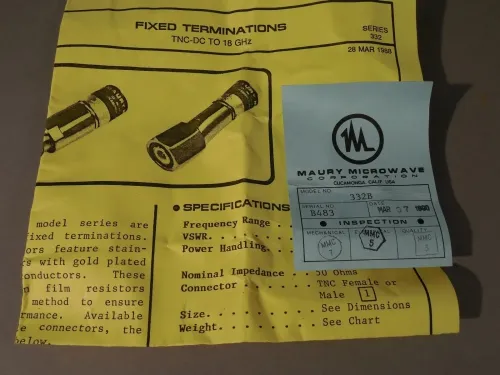 FIXED TERMINATIONS
TNC-DC TO 18 GHz
SERIES
332
28 MAR 1988
MAURY MICROWAVE
CORPORATION
CUCAMONGA CALIF USA
MODEL NO
332B
SERIAL NO
8483
DATE
MAR 27 1990
INSPECTION
MECHANICAL
QUALITY
MMC
7
MMC
5
MMC
model series are
fixed terminations.
ors feature stain-
s with gold plated
onductors. These
n film resistors
method to ensure
rmance. Available
e connectors, the
below.
• SPECIFICATIONS
Frequency Range
VSWR
Power Handling
Nominal Impedance . . . . . 50 Ohms
Connector . . . . . . . . TNC Female or
Male 1
Size. . . . . . . . . . See Dimensions
Weight. . . . . . . . . See Chart